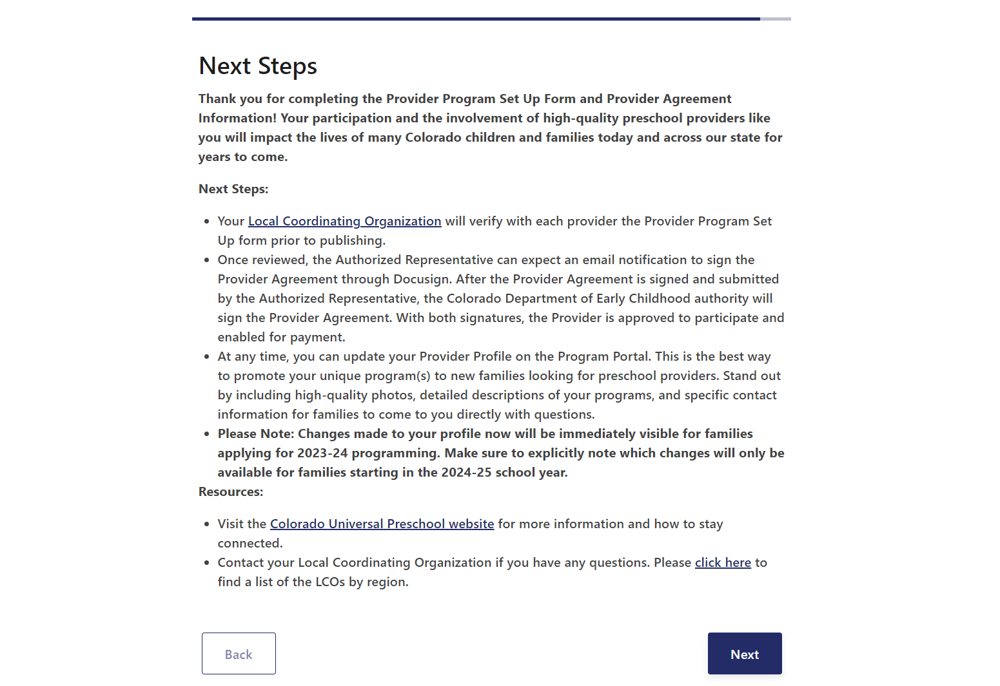 Next Steps
Thank you for completing the Provider Program Set Up Form and Provider Agreement
Information! Your participation and the involvement of high-quality preschool providers like
you will impact the lives of many Colorado children and families today and across our state for
years to come.
Next Steps:
• Your Local Coordinating Organization will verify with each provider the Provider Program Set
Up form prior to publishing.
• Once reviewed, the Authorized Representative can expect an email notification to sign the
Provider Agreement through Docusign. After the Provider Agreement is signed and submitted
by the Authorized Representative, the Colorado Department of Early Childhood authority will
sign the Provider Agreement. With both signatures, the Provider is approved to participate and
enabled for payment.
• At any time, you can update your Provider Profile on the Program Portal. This is the best way
to promote your unique program(s) to new families looking for preschool providers. Stand out
by including high-quality photos, detailed descriptions of your programs, and specific contact
information for families to come to you directly with questions.
• Please Note: Changes made to your profile now will be immediately visible for families
applying for 2023-24 programming. Make sure to explicitly note which changes will only be
available for families starting in the 2024-25 school year.
Resources:
• Visit the Colorado Universal Preschool website for more information and how to stay
connected.
• Contact your Local Coordinating Organization if you have any questions. Please click here to
find a list of the LCOs by region.
Back
Next